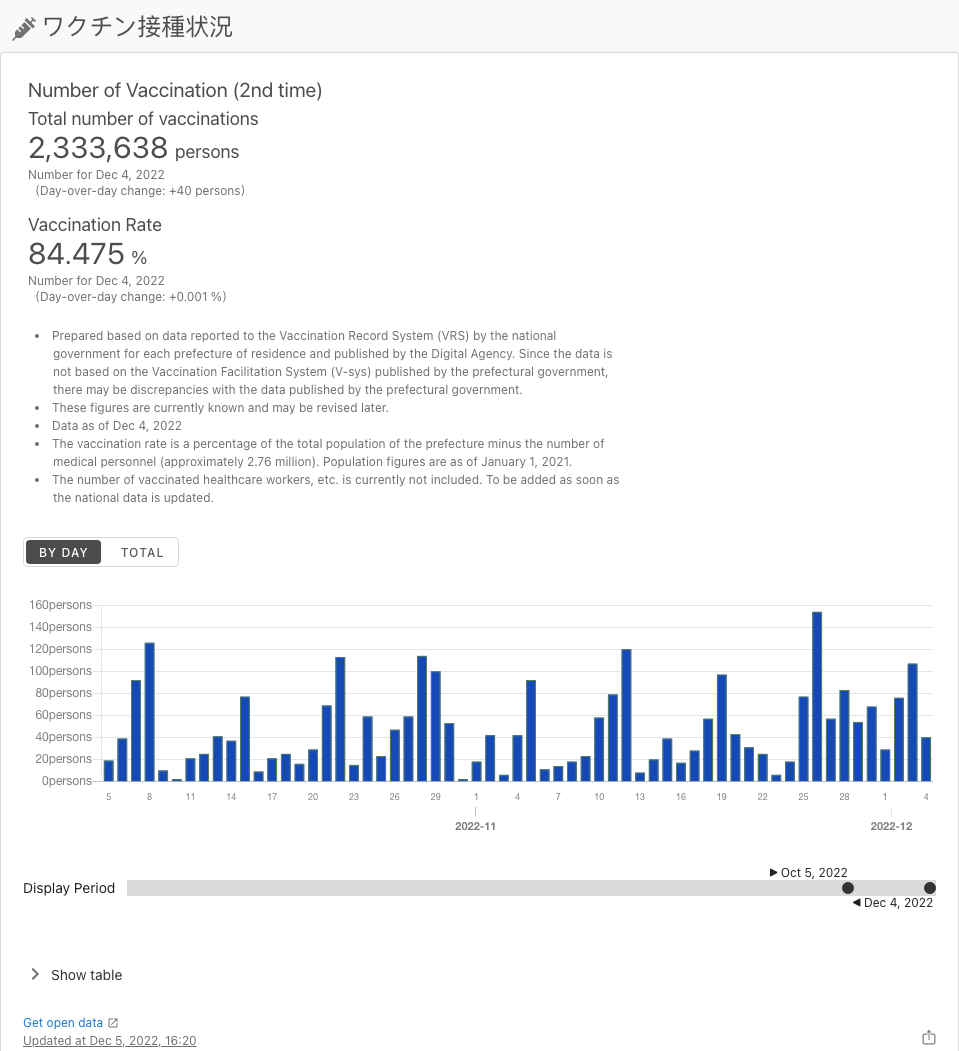 ワクチン接種状況
Number of Vaccination (2nd time)
Total number of vaccinations
2,333,638 persons
Number for Dec 4, 2022
(Day-over-day change: +40 persons)
Vaccination Rate
84.475 %
Number for Dec 4, 2022
(Day-over-day change: +0.001 %)
• Prepared based on data reported to the Vaccination Record System (VRS) by the national
government for each prefecture of residence and published by the Digital Agency. Since the data is
not based on the Vaccination Facilitation System (V-sys) published by the prefectural government,
there may be discrepancies with the data published by the prefectural government.
• These figures are currently known and may be revised later.
• Data as of Dec 4, 2022
• The vaccination rate is a percentage of the total population of the prefecture minus the number of
medical personnel (approximately 2.76 million). Population figures are as of January 1, 2021.
• The number of vaccinated healthcare workers, etc. is currently not included. To be added as soon as
the national data is updated.
BY DAY TOTAL
160persons
140persons
120persons
100persons
80persons
60persons
40persons
20persons
0persons
5 8 11 14 17 20 23 26 29 1 4 7 10 13 16 19 22 25 28 1 4
2022-11 2022-12
▶ Oct 5, 2022
Display Period
◀ Dec 4, 2022
Show table
Get open data
Updated at Dec 5, 2022, 16:20